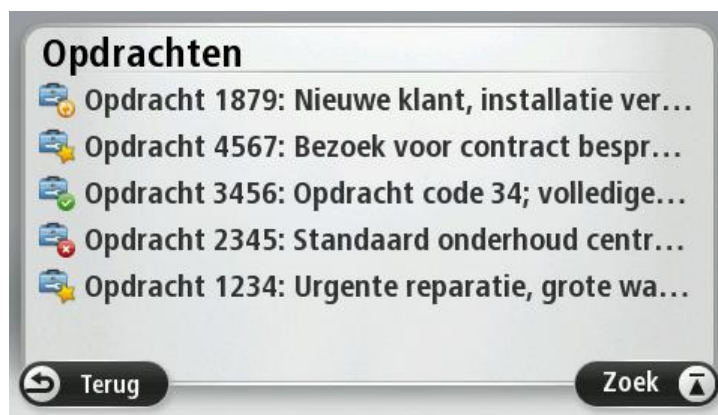 Opdrachten
Opdracht 1879: Nieuwe klant, installatie ver...
Opdracht 4567: Bezoek voor contract bespr...
Opdracht 3456: Opdracht code 34; volledige...
Opdracht 2345: Standaard onderhoud centr...
Opdracht 1234: Urgente reparatie, grote wa...
Terug
Zoek